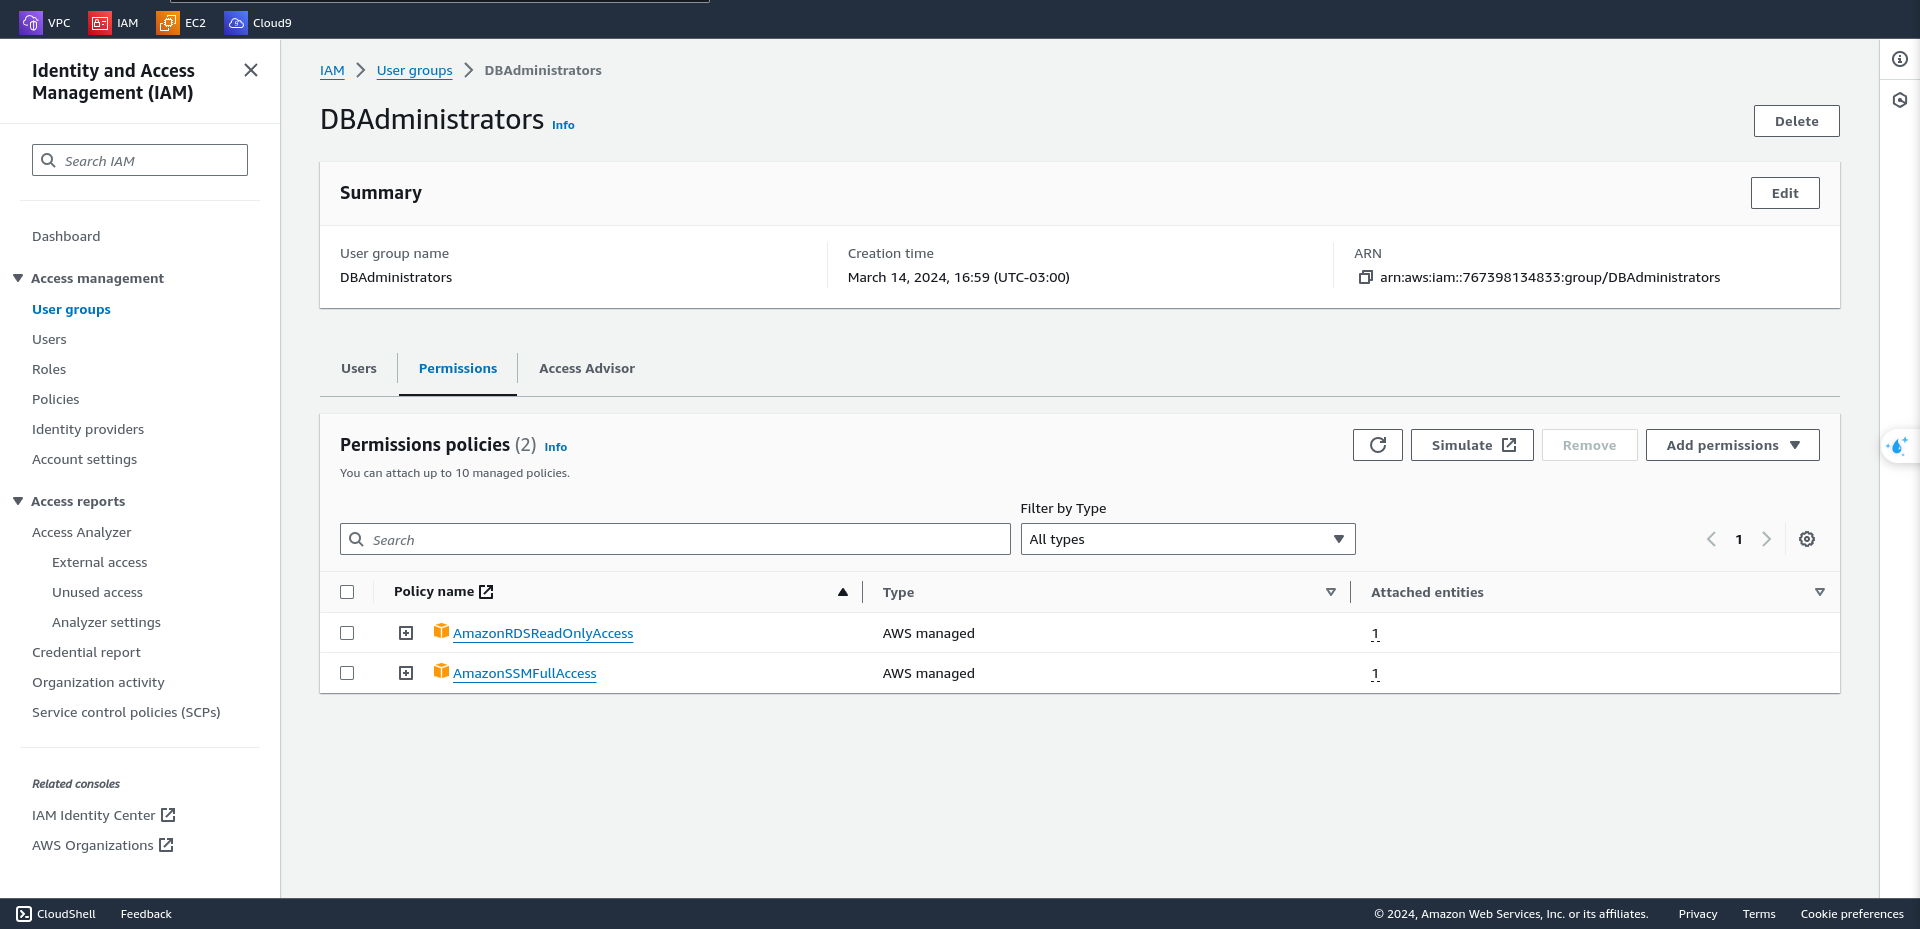 VPC IAM EC2 Cloud9
Identity and Access
Management (IAM)
Search IAM
Dashboard
Access management
User groups
Users
Roles
Policies
Identity providers
Account settings
Access reports
Access Analyzer
External access
Unused access
Analyzer settings
Credential report
Organization activity
Service control policies (SCPs)
Related consoles
IAM Identity Center
AWS Organizations
IAM User groups DBAdministrators
DBAdministrators Info
Delete
Summary
Edit
User group name
DBAdministrators
Creation time
March 14, 2024, 16:59 (UTC-03:00)
ARN
arn:aws:iam::767398134833:group/DBAdministrators
Users Permissions Access Advisor
Permissions policies (2) Info
You can attach up to 10 managed policies.
Simulate Remove Add permissions
Filter by Type
Search All types 1
Policy name Type Attached entities
AmazonRDSReadOnlyAccess AWS managed 1
AmazonSSMFullAccess AWS managed 1
CloudShell Feedback © 2024, Amazon Web Services, Inc. or its affiliates. Privacy Terms Cookie preferences